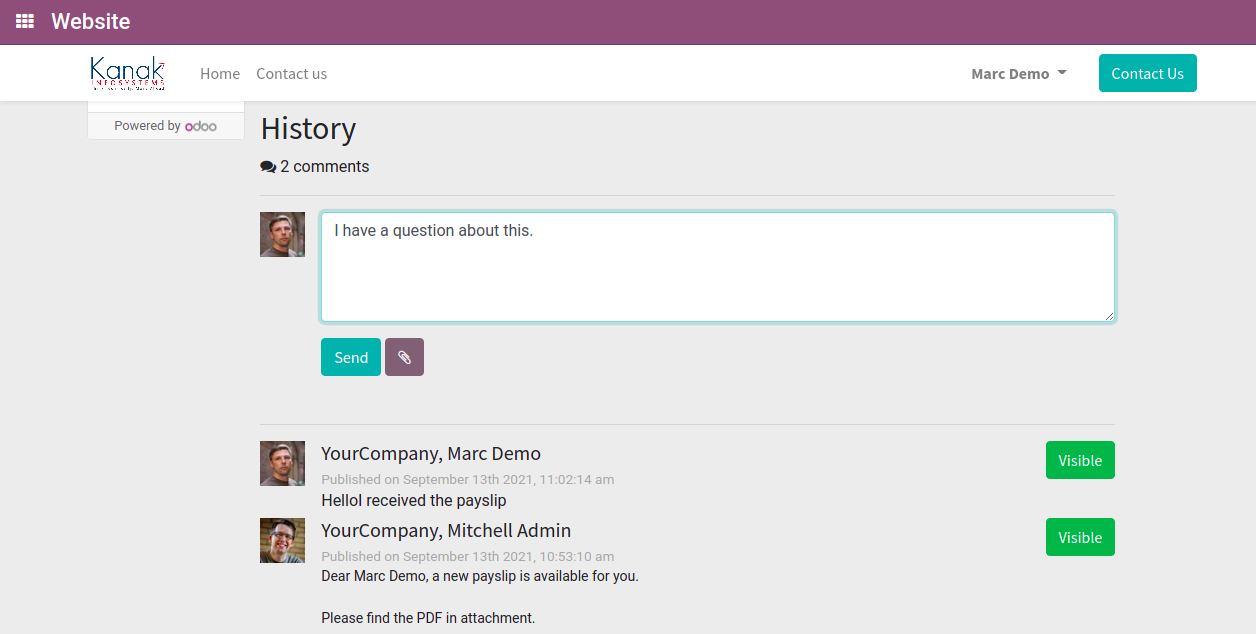 Website
Kanak
INFOSYSTEMS
Home
Contact us
Marc Demo
Contact Us
Powered by odoo
History
2 comments
I have a question about this.
Send
YourCompany, Marc Demo
Visible
Published on September 13th 2021, 11:02:14 am
HelloI received the payslip
YourCompany, Mitchell Admin
Visible
Published on September 13th 2021, 10:53:10 am
Dear Marc Demo, a new payslip is available for you.
Please find the PDF in attachment.